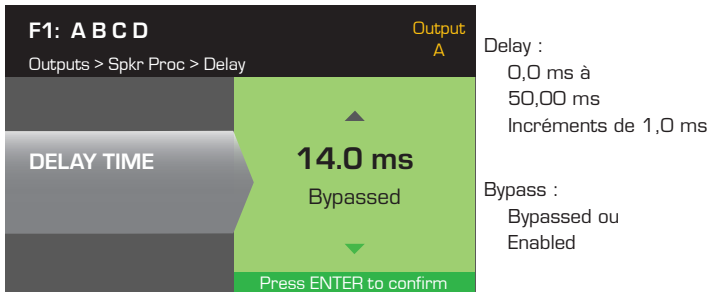 F1: A B C D
Output
A
Outputs > Spkr Proc > Delay
DELAY TIME
14.0 ms
Bypassed
Press ENTER to confirm
Delay :
0,0 ms à
50,00 ms
Incréments de 1,0 ms
Bypass :
Bypassed ou
Enabled